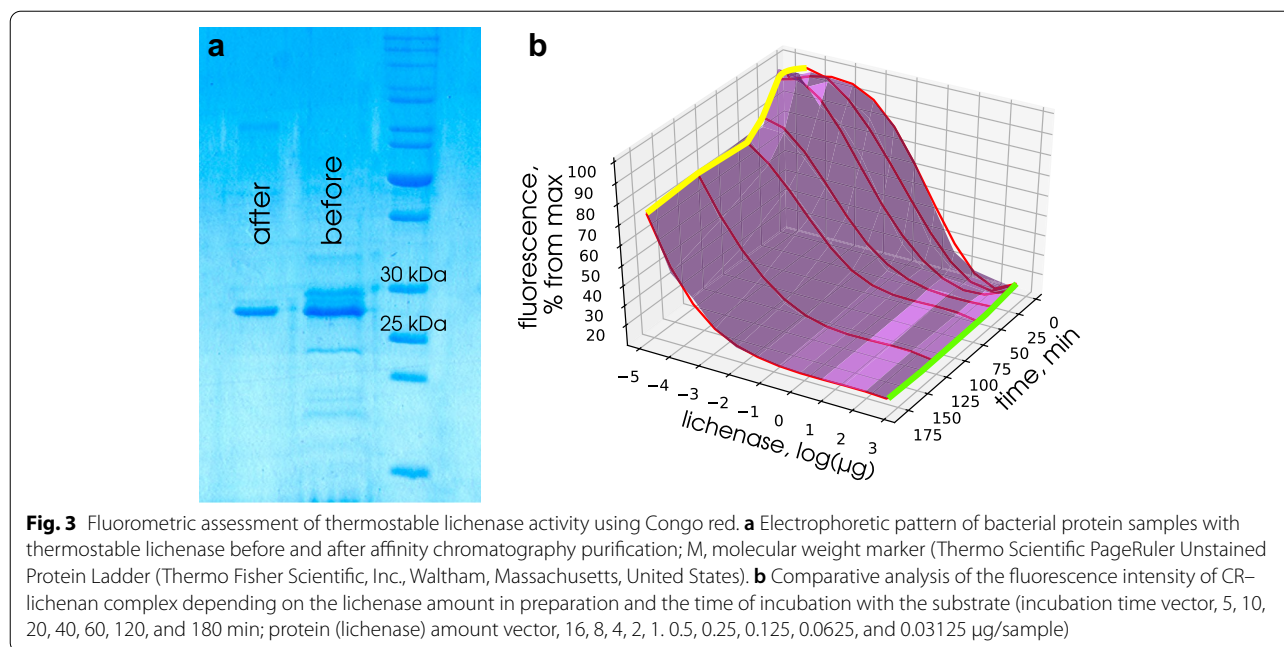 a
after
before
30 kDa
25 kDa
b
fluorescence,
% from max
100
90
80
70
60
50
40
30
20
−5
−4
−3
−2
−1
0
1
2
3
lichenase, log(µg)
0
25
50
75
100
125
150
175
time, min
Fig. 3 Fluorometric assessment of thermostable lichenase activity using Congo red. a Electrophoretic pattern of bacterial protein samples with
thermostable lichenase before and after affinity chromatography purification; M, molecular weight marker (Thermo Scientific PageRuler Unstained
Protein Ladder (Thermo Fisher Scientific, Inc., Waltham, Massachusetts, United States). b Comparative analysis of the fluorescence intensity of CR–
lichenan complex depending on the lichenase amount in preparation and the time of incubation with the substrate (incubation time vector, 5, 10,
20, 40, 60, 120, and 180 min; protein (lichenase) amount vector, 16, 8, 4, 2, 1. 0.5, 0.25, 0.125, 0.0625, and 0.03125 µg/sample)